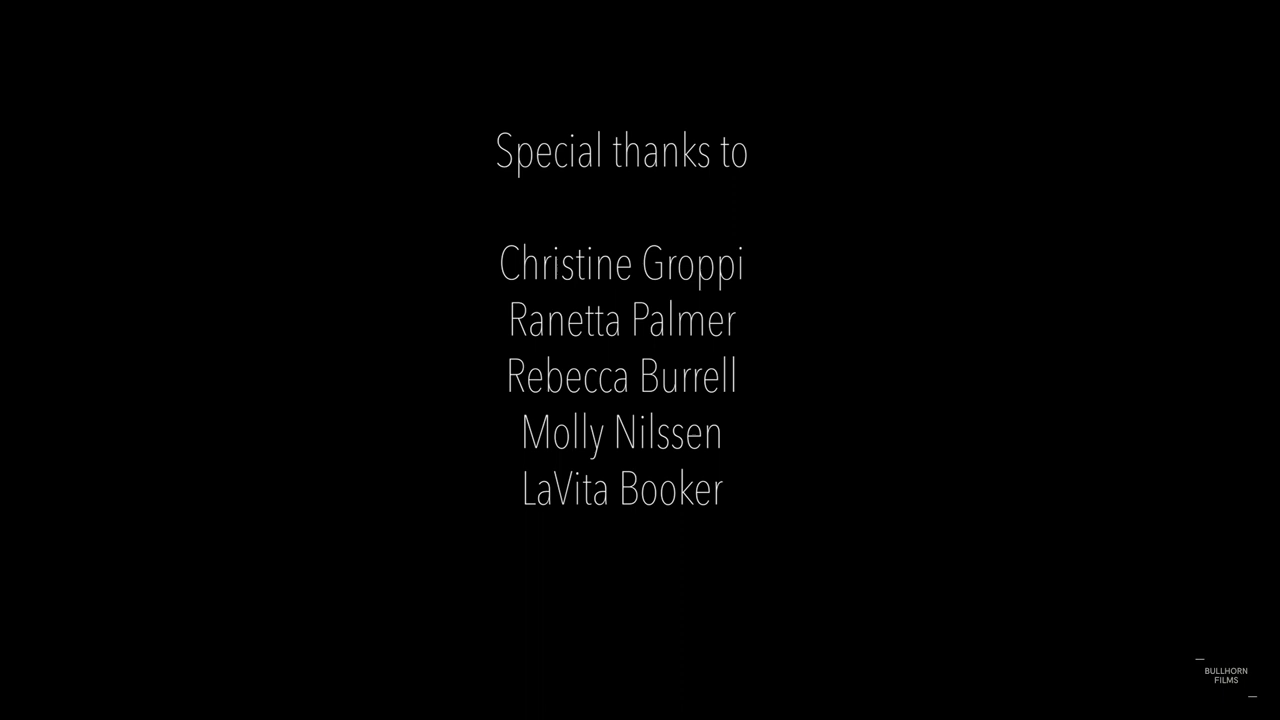 Special thanks to
Christine Groppi
Ranetta Palmer
Rebecca Burrell
Molly Nilssen
LaVita Booker
BULLHORN
FILMS